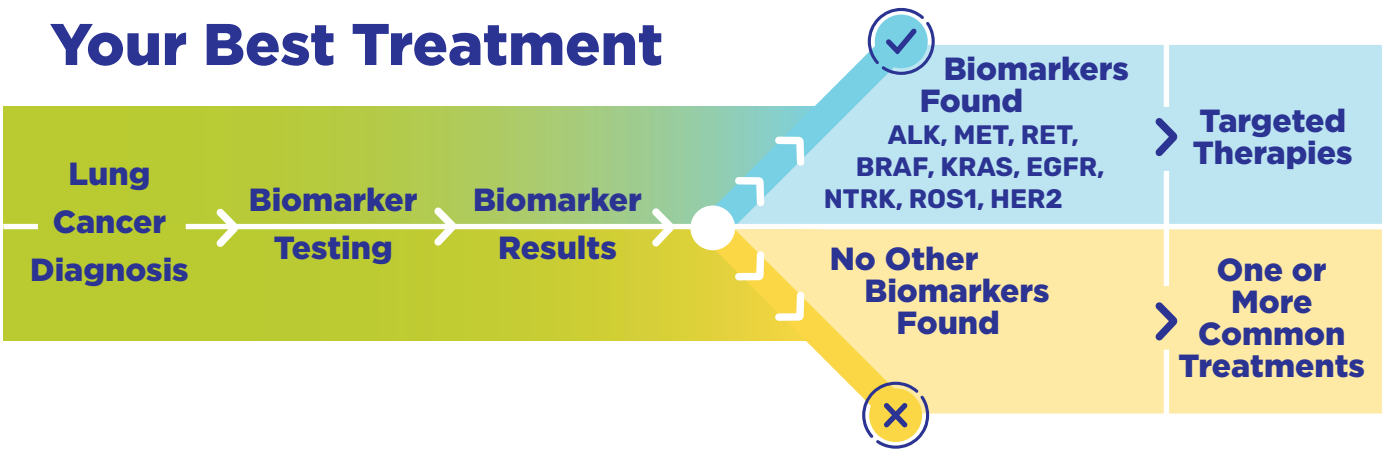 Your Best Treatment
Lung
Cancer
Diagnosis
Biomarker
Testing
Biomarker
Results
Biomarkers
Found
ALK, MET, RET,
BRAF, KRAS, EGFR,
NTRK, ROS1, HER2
Targeted
Therapies
No Other
Biomarkers
Found
One or
More
Common
Treatments